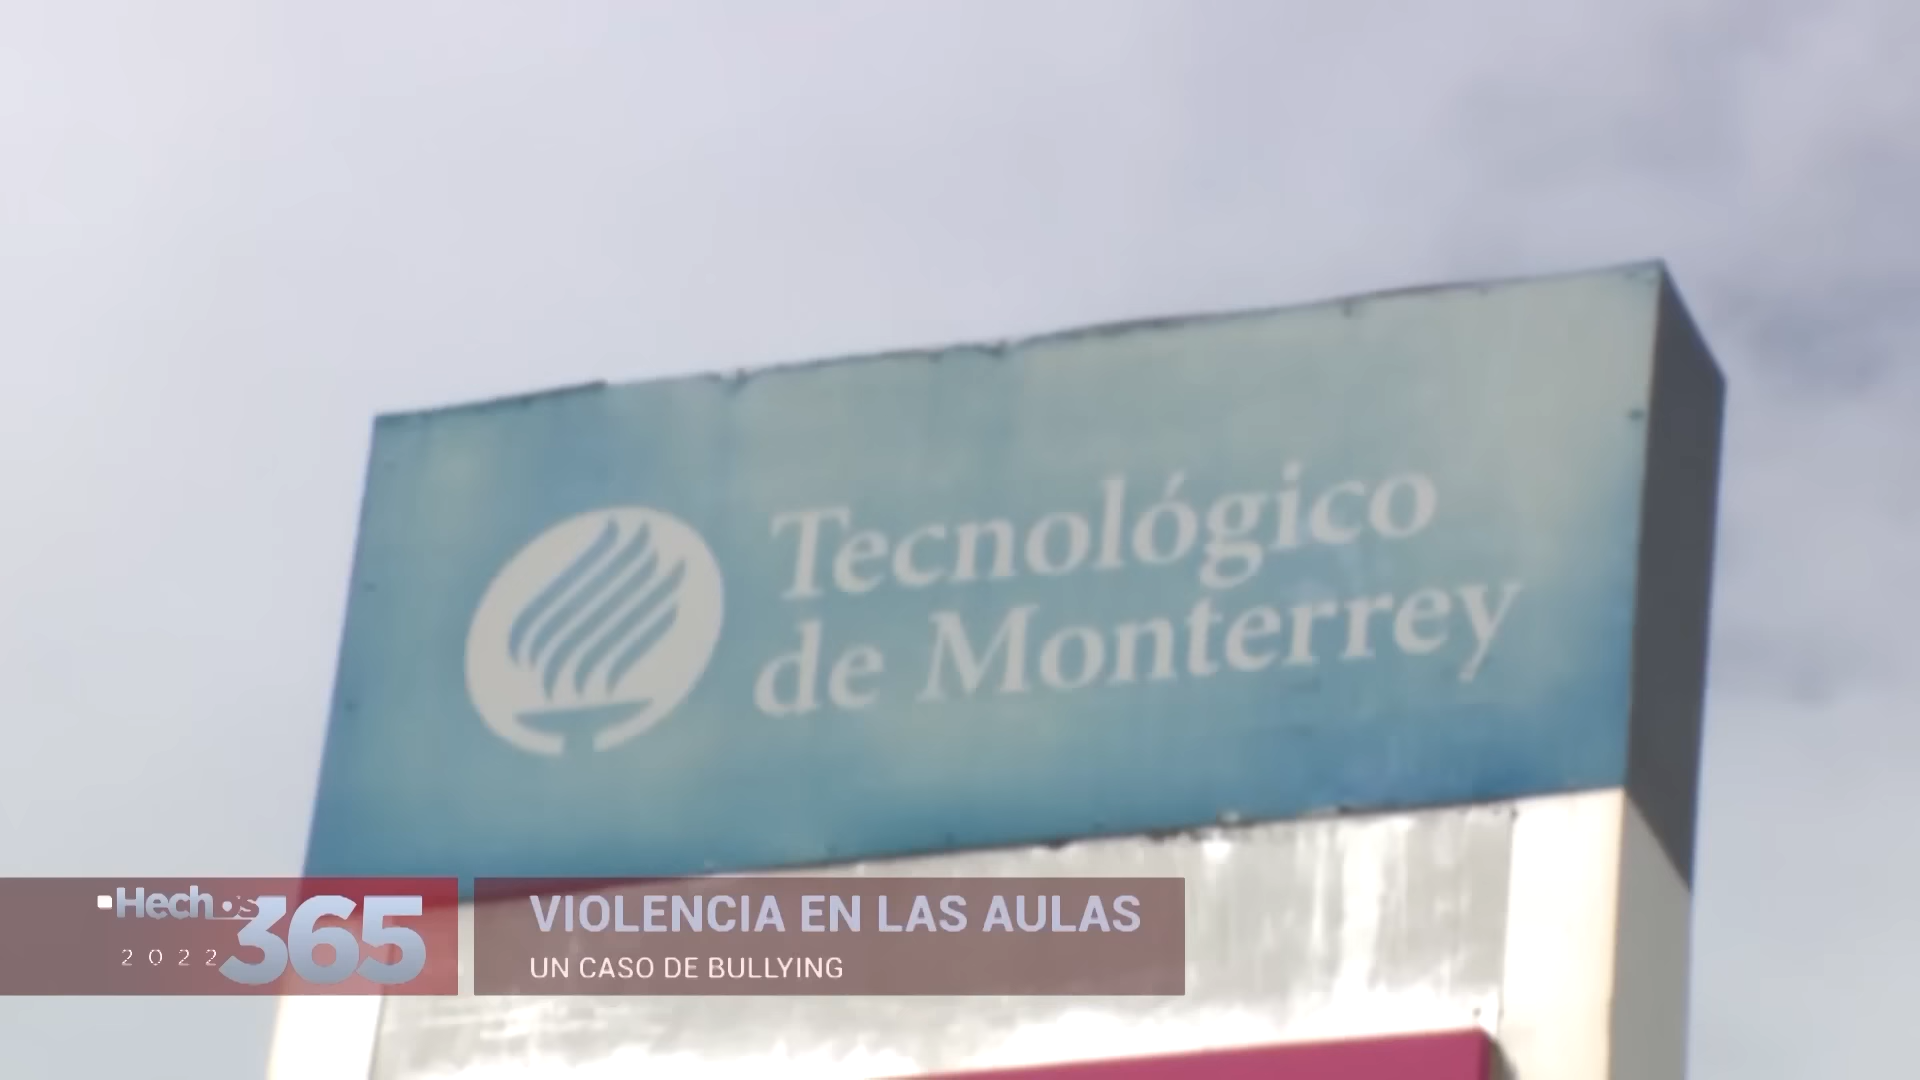 Tecnológico
de Monterrey
Hechos
2022
365
VIOLENCIA EN LAS AULAS
UN CASO DE BULLYING